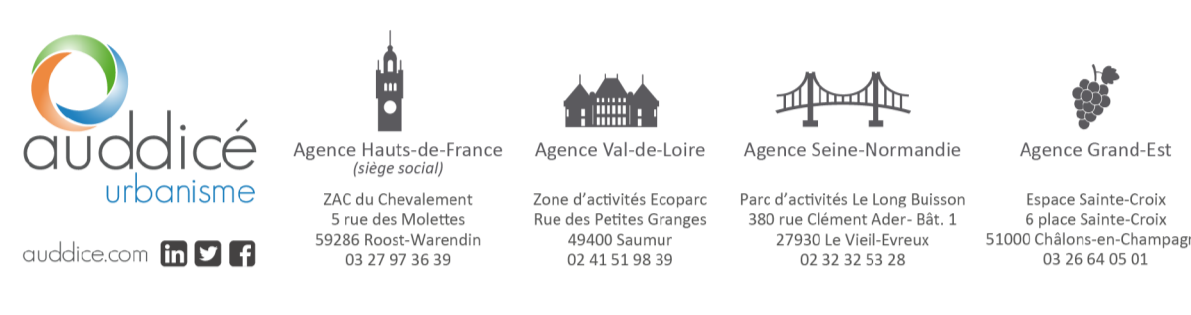 auddicé
urbanisme
auddice.com
Agence Hauts-de-France
(siège social)
ZAC du Chevalement
5 rue des Molettes
59286 Roost-Warendin
03 27 97 36 39
Agence Val-de-Loire
Zone d'activités Ecoparc
Rue des Petites Granges
49400 Saumur
02 41 51 98 39
Agence Seine-Normandie
Parc d'activités Le Long Buisson
380 rue Clément Ader- Bât. 1
27930 Le Vieil-Evreux
02 32 32 53 28
Agence Grand-Est
Espace Sainte-Croix
6 place Sainte-Croix
51000 Châlons-en-Champag
03 26 64 05 01